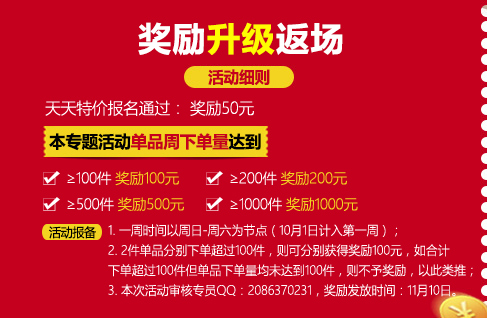 奖励升级返场
活动细则
天天特价报名通过：奖励50元
本专题活动单品周下单量达到
≥100件 奖励100元 ≥200件 奖励200元
≥500件 奖励500元 ≥1000件 奖励1000元
活动报备 1. 一周时间以周日-周六为节点（10月1日计入第一周）；
2. 2件单品分别下单超过100件，则可分别获得奖励100元，如合计
下单超过100件但单品下单量均未达到100件，则不予奖励，以此类推；
3. 本次活动审核专员QQ：2086370231，奖励发放时间：11月10日。